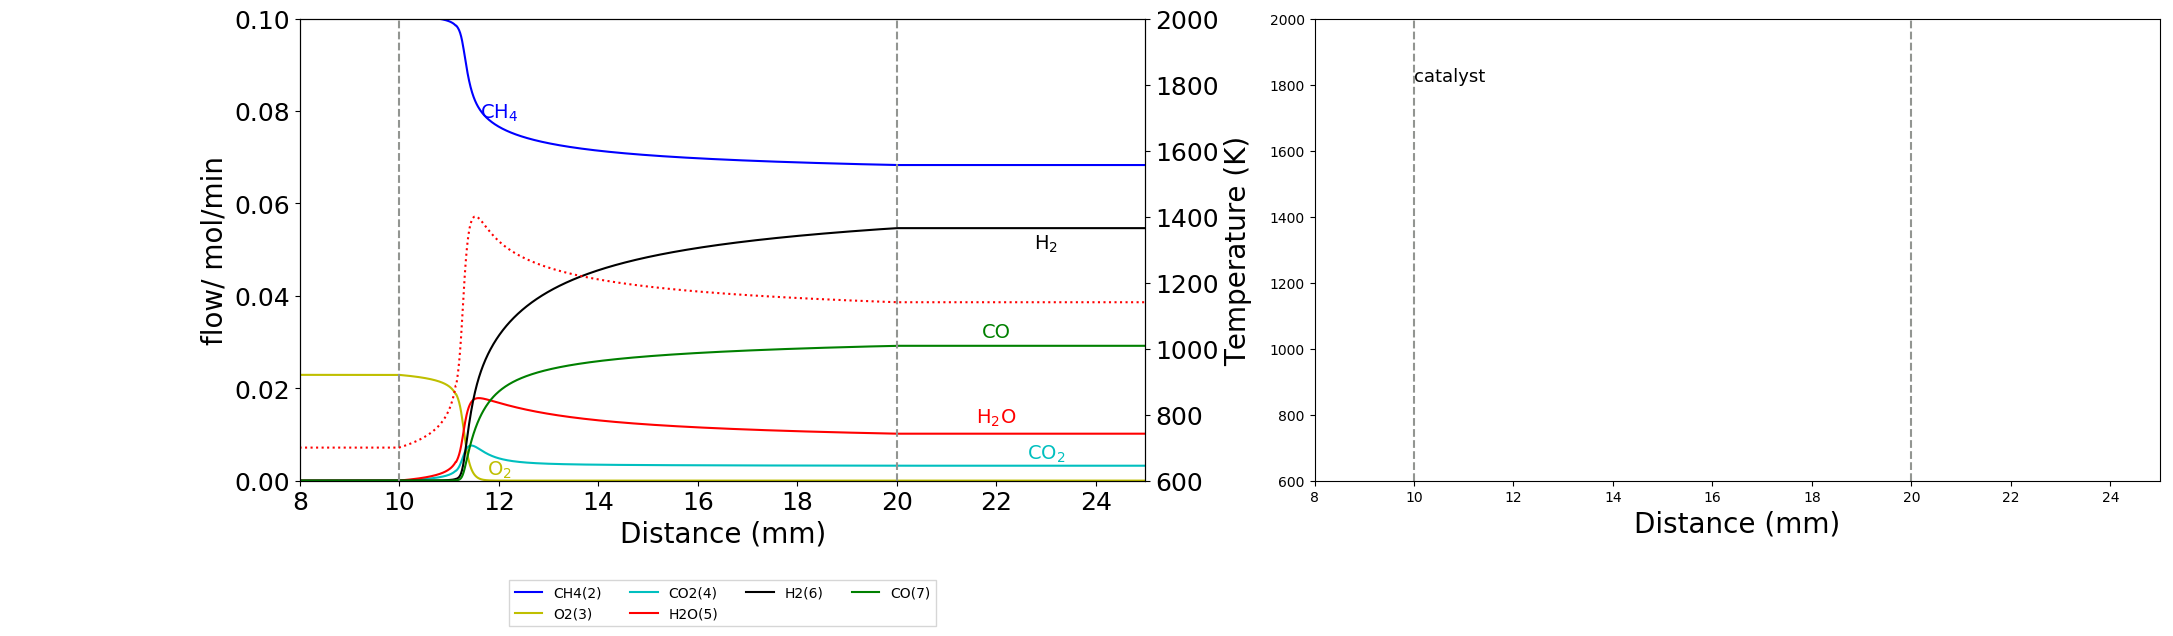 0.10
0.08
0.06
0.04
0.02
0.00
flow/ mol/min
8 10 12 14 16 18 20 22 24
Distance (mm)
2000
1800
1600
1400
1200
1000
800
600
Temperature (K)
CH₄
H₂
CO
H₂O
CO₂
O₂
CH4(2) CO2(4) H2(6) CO(7)
O2(3) H2O(5)
2000
1800
1600
1400
1200
1000
800
600
catalyst
8 10 12 14 16 18 20 22 24
Distance (mm)